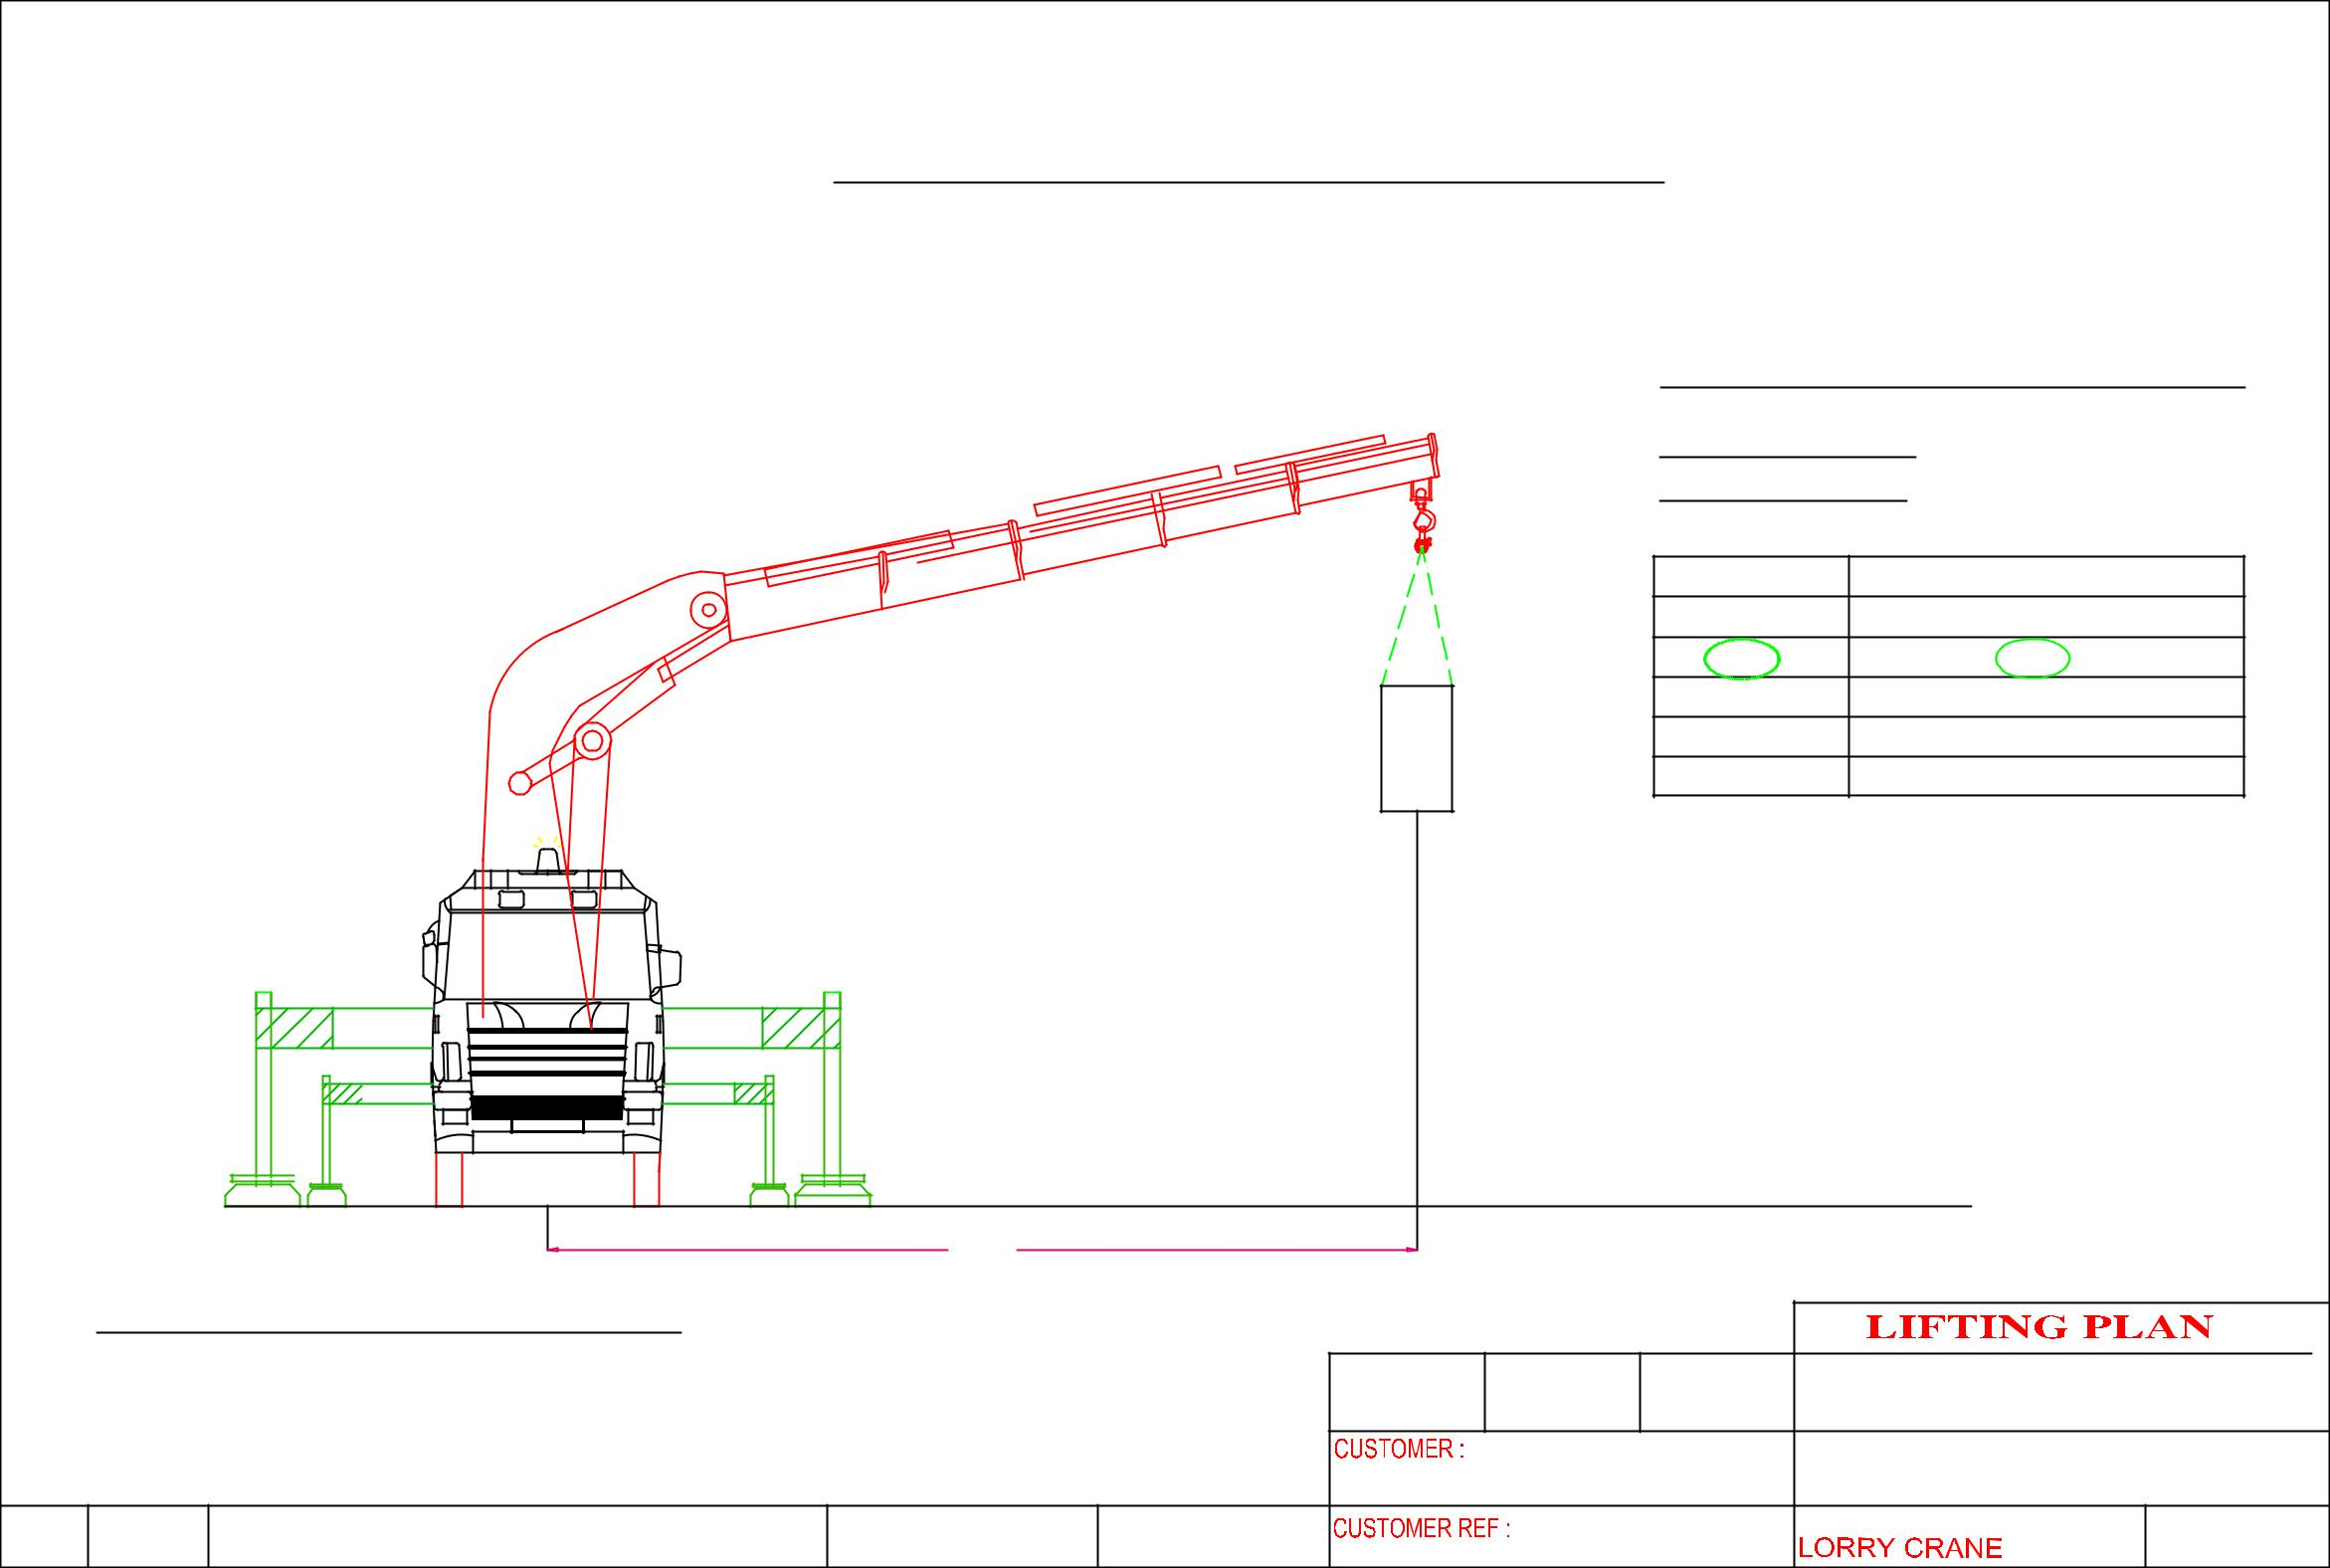 LIFTING PLAN
CUSTOMER :
CUSTOMER REF :
LORRY CRANE